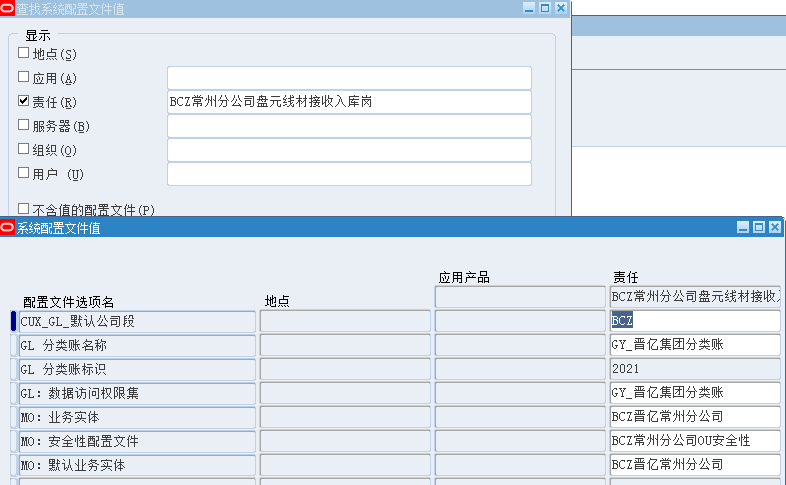 查找系统配置文件值
显示
地点(S)
应用(A)
责任(R) BCZ常州分公司盘元线材接收入库岗
服务器(B)
组织(O)
用户 (U)
不含值的配置文件(P)
系统配置文件值
应用产品 责任
配置文件选项名 地点
BCZ常州分公司盘元线材接收
CUX_GL_默认公司段 BCZ
GL 分类账名称 GY_晋亿集团分类账
GL 分类账标识 2021
GL: 数据访问权限集 GY_晋亿集团分类账
MO: 业务实体 BCZ晋亿常州分公司
MO: 安全性配置文件 BCZ常州分公司OU安全性
MO: 默认业务实体 BCZ晋亿常州分公司